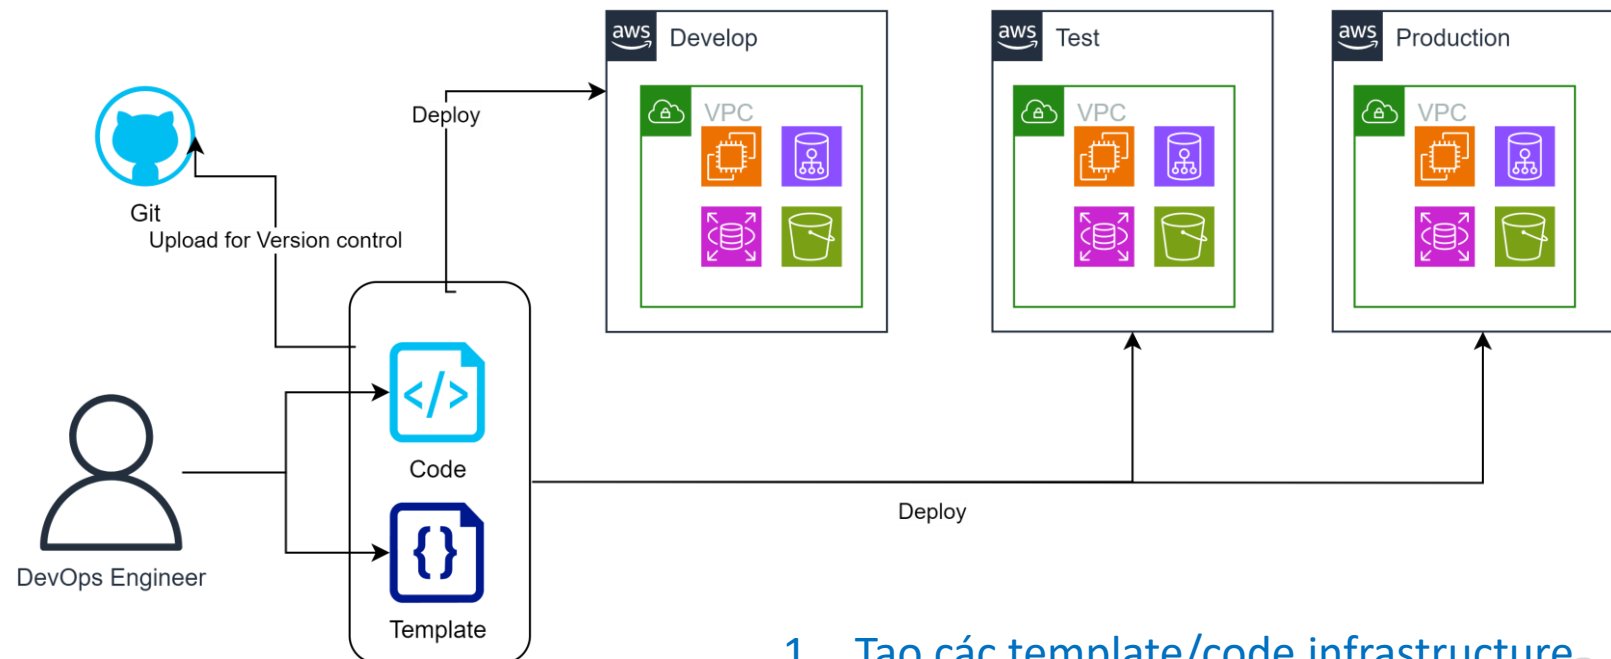 aws Develop
aws Test
aws Production
Deploy
VPC
VPC
VPC
Git
Upload for Version control
Code
Deploy
DevOps Engineer
Template
1. Tạo các template/code infrastructure